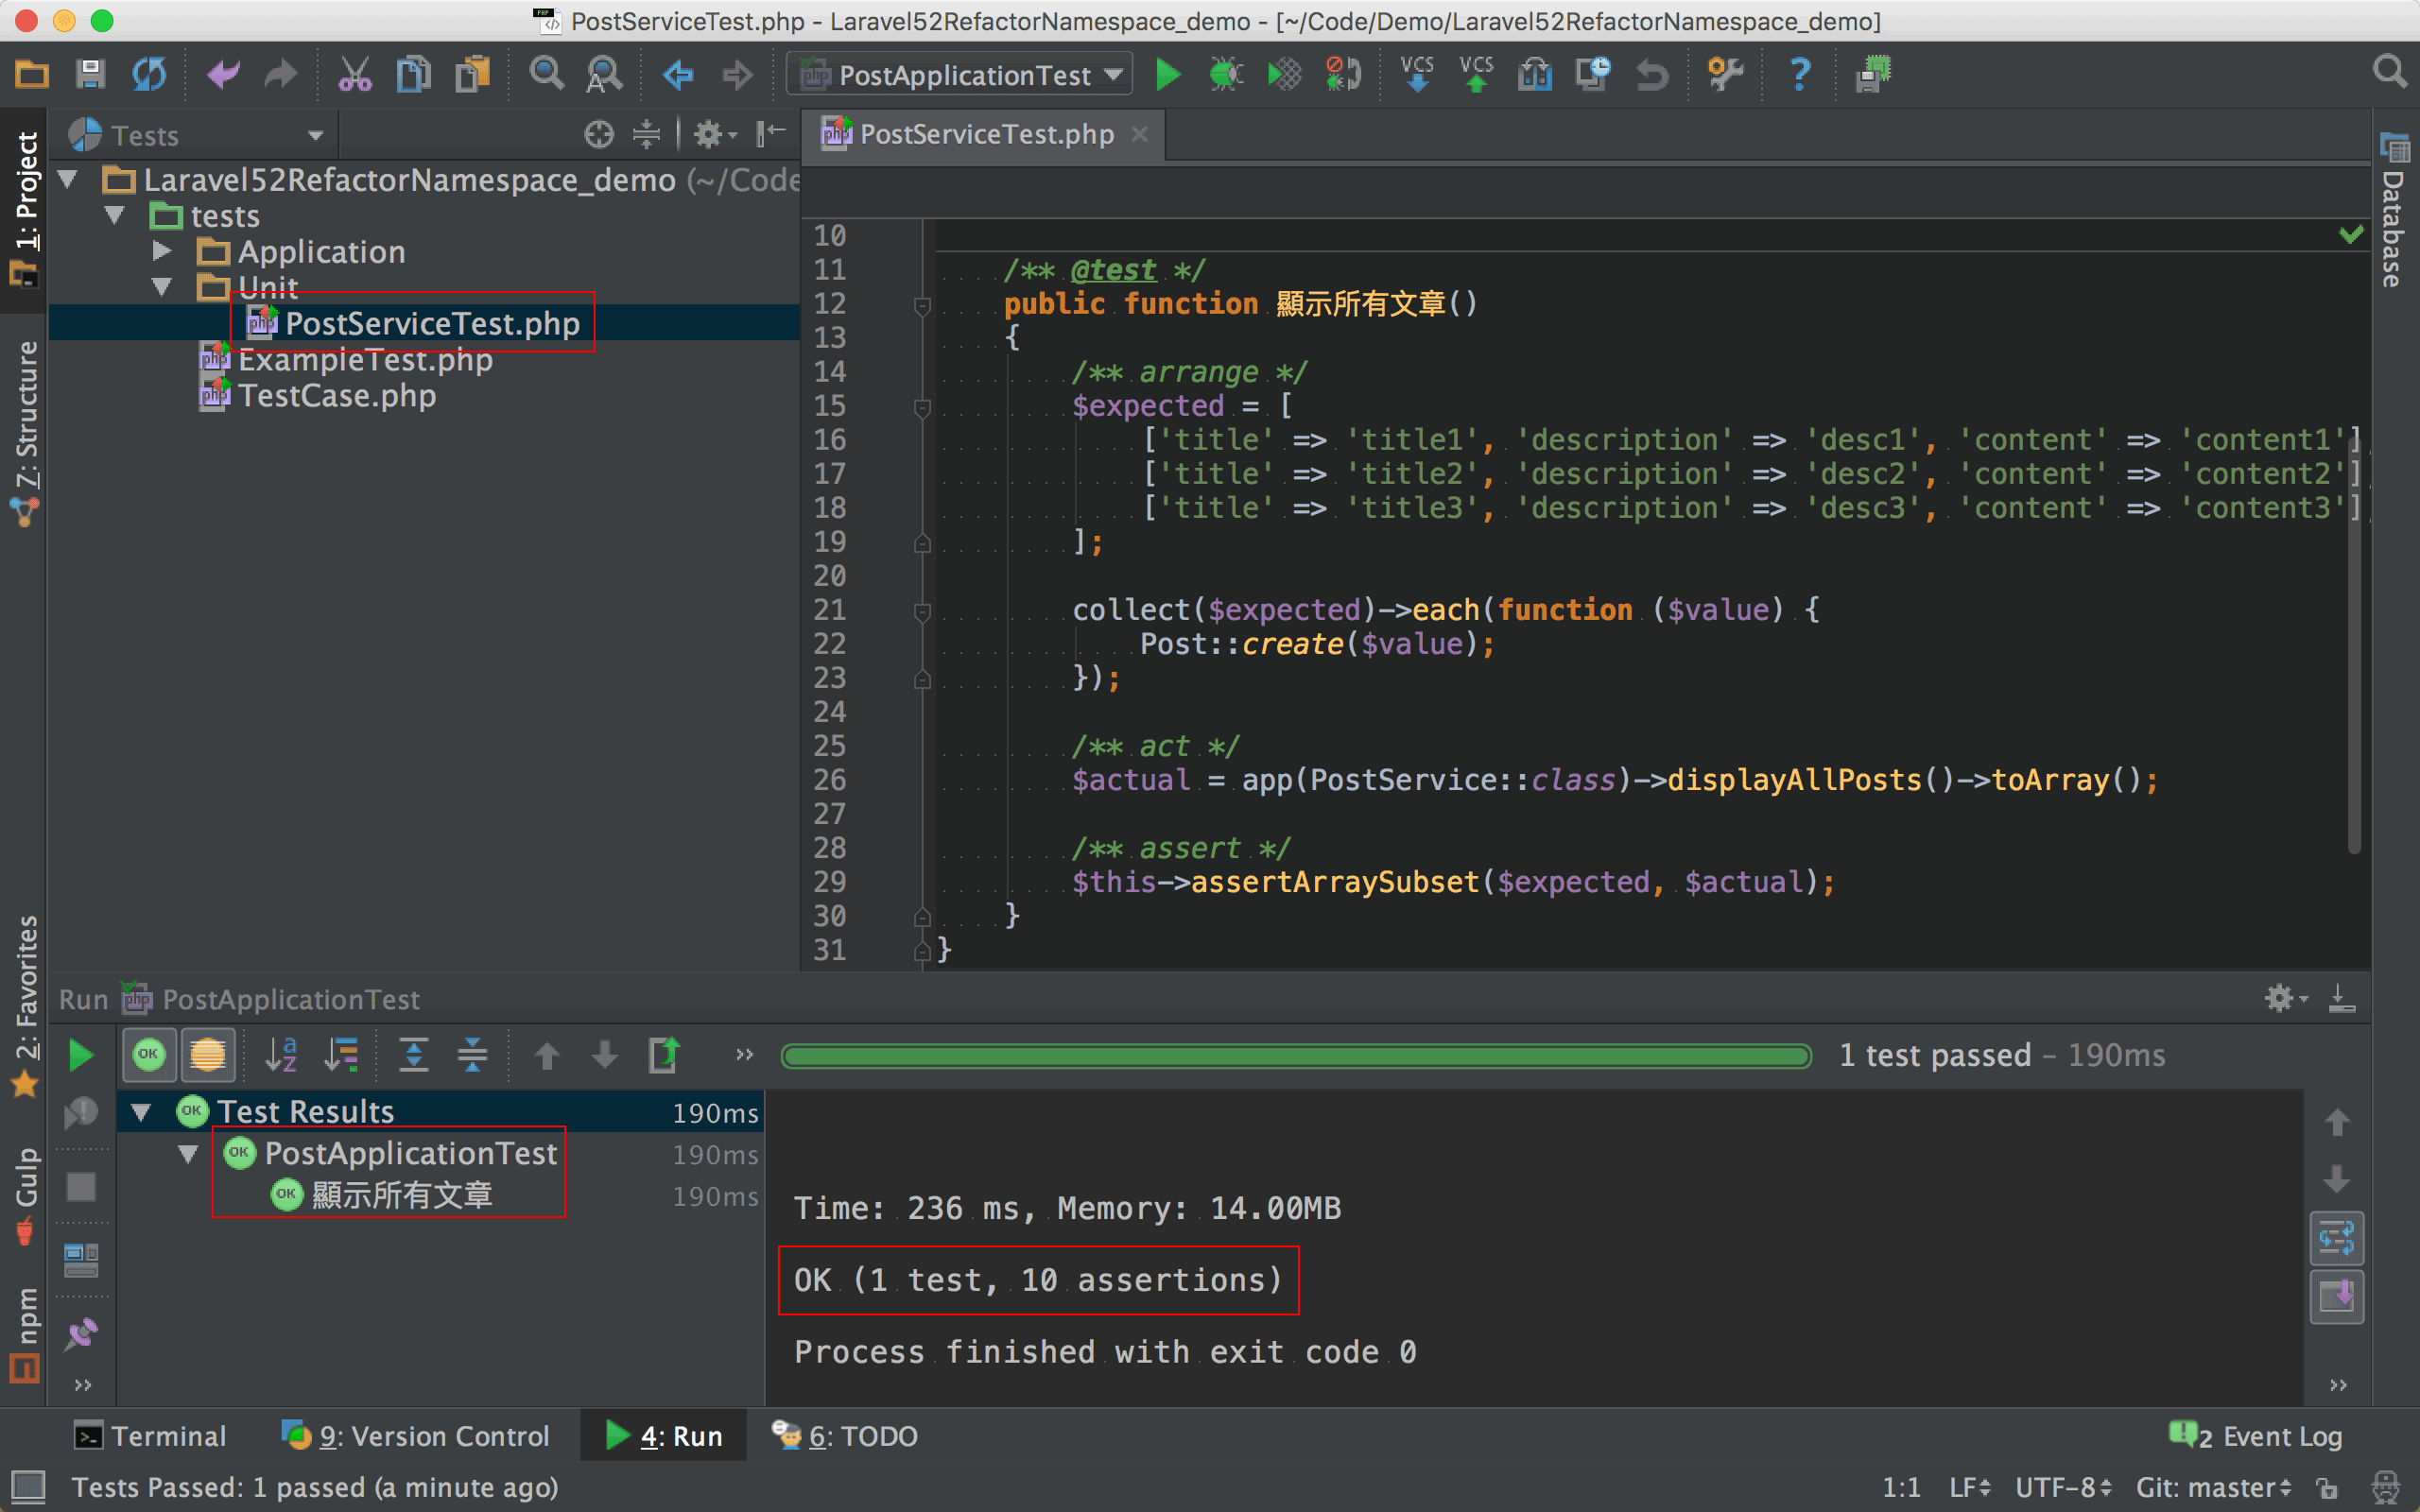 PostServiceTest.php - Laravel52RefactorNamespace_demo - [~/Code/Demo/Laravel52RefactorNamespace_demo]
PostApplicationTest
VCS
VCS
1: Project
7: Structure
2: Favorites
Gulp
npm
Tests
Laravel52RefactorNamespace_demo (~/Code
tests
Application
Unit
PostServiceTest.php
ExampleTest.php
TestCase.php
PostServiceTest.php
Database
10
11 /** @test */
12 public function 顯示所有文章()
13 {
14 /** arrange */
15 $expected = [
16 ['title' => 'title1', 'description' => 'desc1', 'content' => 'content1'],
17 ['title' => 'title2', 'description' => 'desc2', 'content' => 'content2'],
18 ['title' => 'title3', 'description' => 'desc3', 'content' => 'content3'],
19 ];
20
21 collect($expected)->each(function ($value) {
22 Post::create($value);
23 });
24
25 /** act */
26 $actual = app(PostService::class)->displayAllPosts()->toArray();
27
28 /** assert */
29 $this->assertArraySubset($expected, $actual);
30 }
31 }
Run PostApplicationTest
1 test passed – 190ms
Test Results 190ms
PostApplicationTest 190ms
顯示所有文章 190ms
Time: 236 ms, Memory: 14.00MB
OK (1 test, 10 assertions)
Process finished with exit code 0
Terminal
9: Version Control
4: Run
6: TODO
2 Event Log
Tests Passed: 1 passed (a minute ago)
1:1 LF UTF-8 Git: master